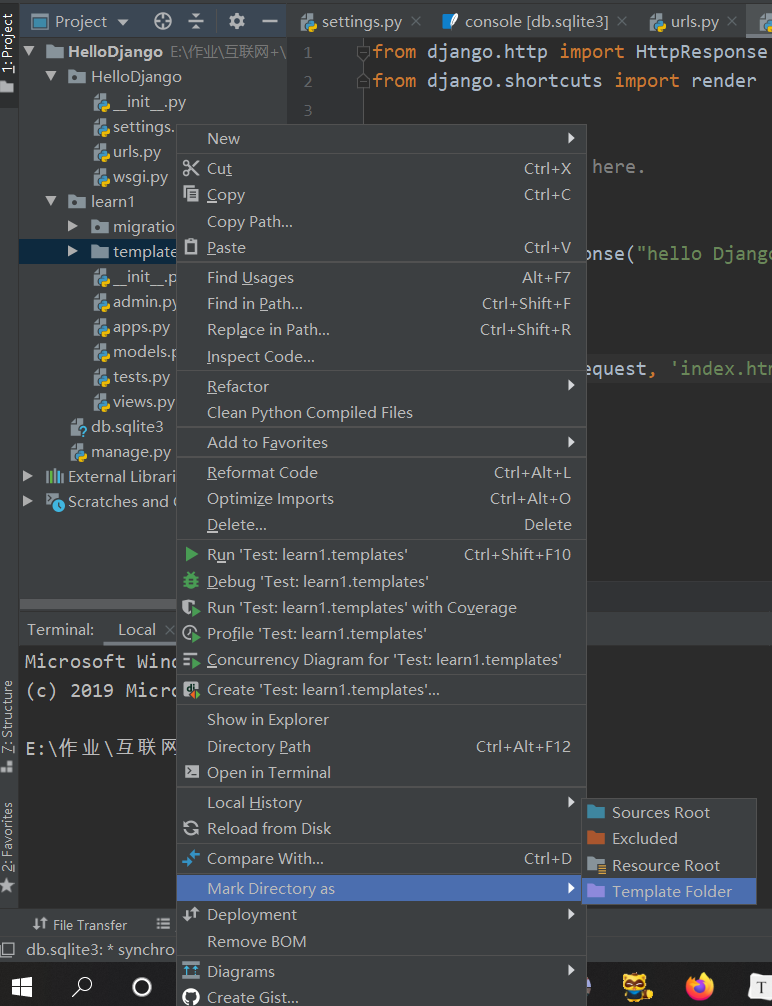 Project
settings.py
console [db.sqlite3]
urls.py
1: Project
HelloDjango E:\作业\互联网+\
HelloDjango
__init__.py
settings.
urls.py
wsgi.py
learn1
migratio
template
__init__.p
admin.py
apps.py
models.p
tests.py
views.py
db.sqlite3
manage.py
External Librari
Scratches and C
1 from django.http import HttpResponse
2 from django.shortcuts import render
3
here.
onse("hello Django
equest, 'index.htm
New
Cut Ctrl+X
Copy Ctrl+C
Copy Path...
Paste Ctrl+V
Find Usages Alt+F7
Find in Path... Ctrl+Shift+F
Replace in Path... Ctrl+Shift+R
Inspect Code...
Refactor
Clean Python Compiled Files
Add to Favorites
Reformat Code Ctrl+Alt+L
Optimize Imports Ctrl+Alt+O
Delete... Delete
Run 'Test: learn1.templates' Ctrl+Shift+F10
Debug 'Test: learn1.templates'
Run 'Test: learn1.templates' with Coverage
Profile 'Test: learn1.templates'
Concurrency Diagram for 'Test: learn1.templates'
Create 'Test: learn1.templates'...
Show in Explorer
Directory Path Ctrl+Alt+F12
Open in Terminal
Local History
Reload from Disk
Compare With... Ctrl+D
Mark Directory as
Deployment
Remove BOM
Diagrams
Create Gist...
Sources Root
Excluded
Resource Root
Template Folder
Terminal: Local
Microsoft Wind
(c) 2019 Micro
E:\作业\互联网
7: Structure
2: Favorites
File Transfer
db.sqlite3: * synchro
T